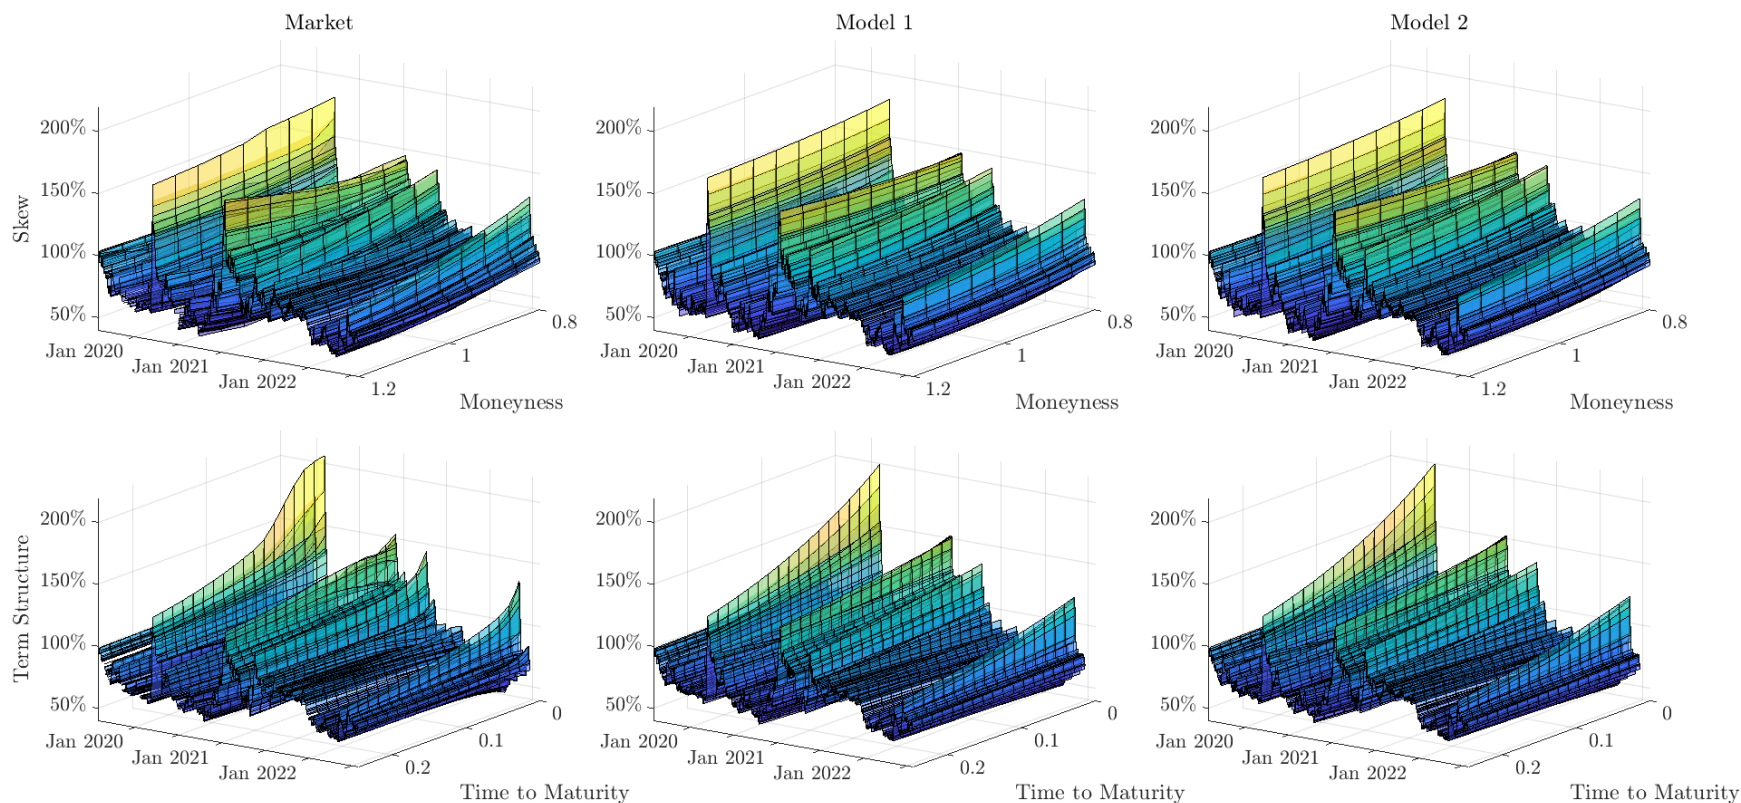 Market
Model 1
Model 2
Skew
200%
150%
100%
50%
Jan 2020
Jan 2021
Jan 2022
0.8
1
1.2
Moneyness
200%
150%
100%
50%
Jan 2020
Jan 2021
Jan 2022
0.8
1
1.2
Moneyness
200%
150%
100%
50%
Jan 2020
Jan 2021
Jan 2022
0.8
1
1.2
Moneyness
Term Structure
200%
150%
100%
50%
Jan 2020
Jan 2021
Jan 2022
0
0.1
0.2
Time to Maturity
200%
150%
100%
50%
Jan 2020
Jan 2021
Jan 2022
0
0.1
0.2
Time to Maturity
200%
150%
100%
50%
Jan 2020
Jan 2021
Jan 2022
0
0.1
0.2
Time to Maturity